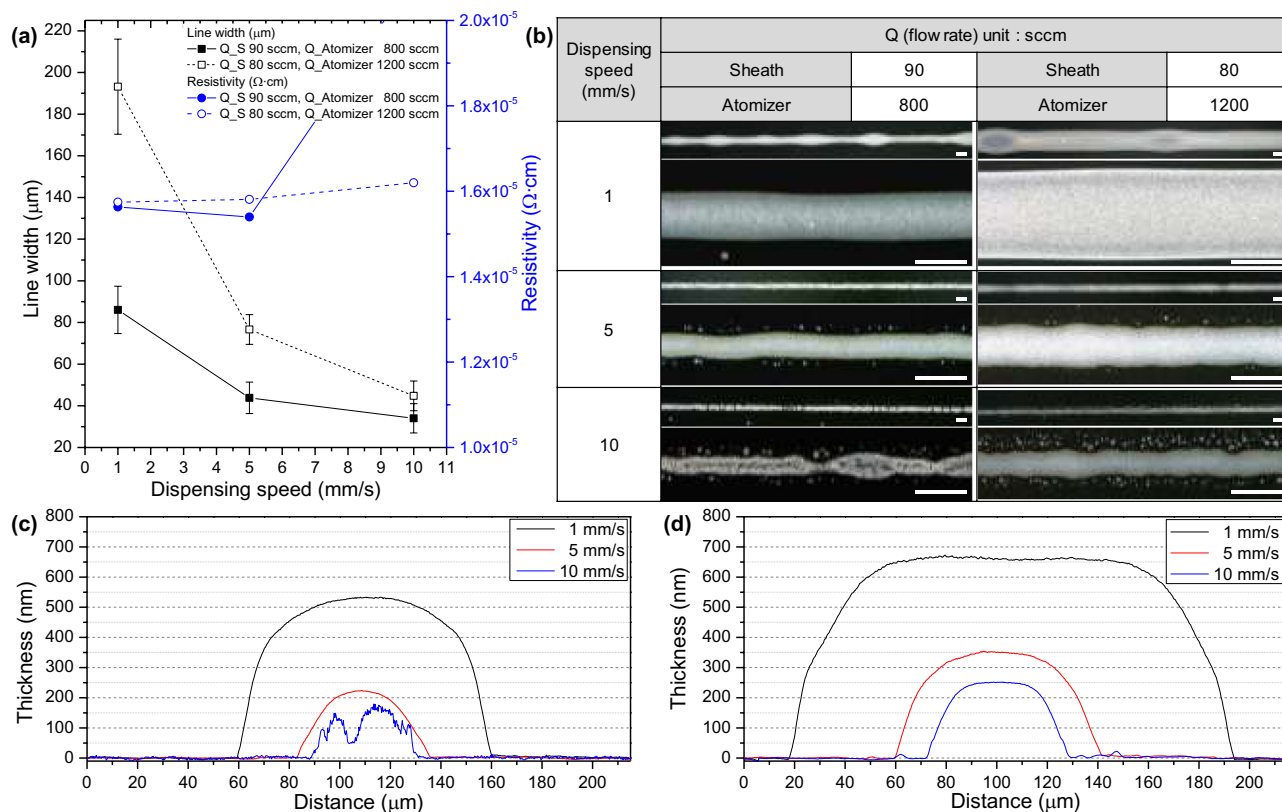 (a)
220
200
180
160
140
120
100
80
60
40
20
Line width (μm)
0 1 2 3 4 5 6 7 8 9 10 11
Dispensing speed (mm/s)
Line width (μm)
Q_S 90 sccm, Q_Atomizer 800 sccm
Q_S 80 sccm, Q_Atomizer 1200 sccm
Resistivity (Ω·cm)
Q_S 90 sccm, Q_Atomizer 800 sccm
Q_S 80 sccm, Q_Atomizer 1200 sccm
2.0x10⁻⁵
1.8x10⁻⁵
1.6x10⁻⁵
1.4x10⁻⁵
1.2x10⁻⁵
1.0x10⁻⁵
Resistivity (Ω·cm)
(b)
Dispensing
speed
(mm/s)
Q (flow rate) unit : sccm
Sheath 90 Sheath 80
Atomizer 800 Atomizer 1200
1
5
10
(c)
800
700
600
500
400
300
200
100
0
Thickness (nm)
0 20 40 60 80 100 120 140 160 180 200
Distance (μm)
1 mm/s
5 mm/s
10 mm/s
(d)
800
700
600
500
400
300
200
100
0
Thickness (nm)
0 20 40 60 80 100 120 140 160 180 200
Distance (μm)
1 mm/s
5 mm/s
10 mm/s